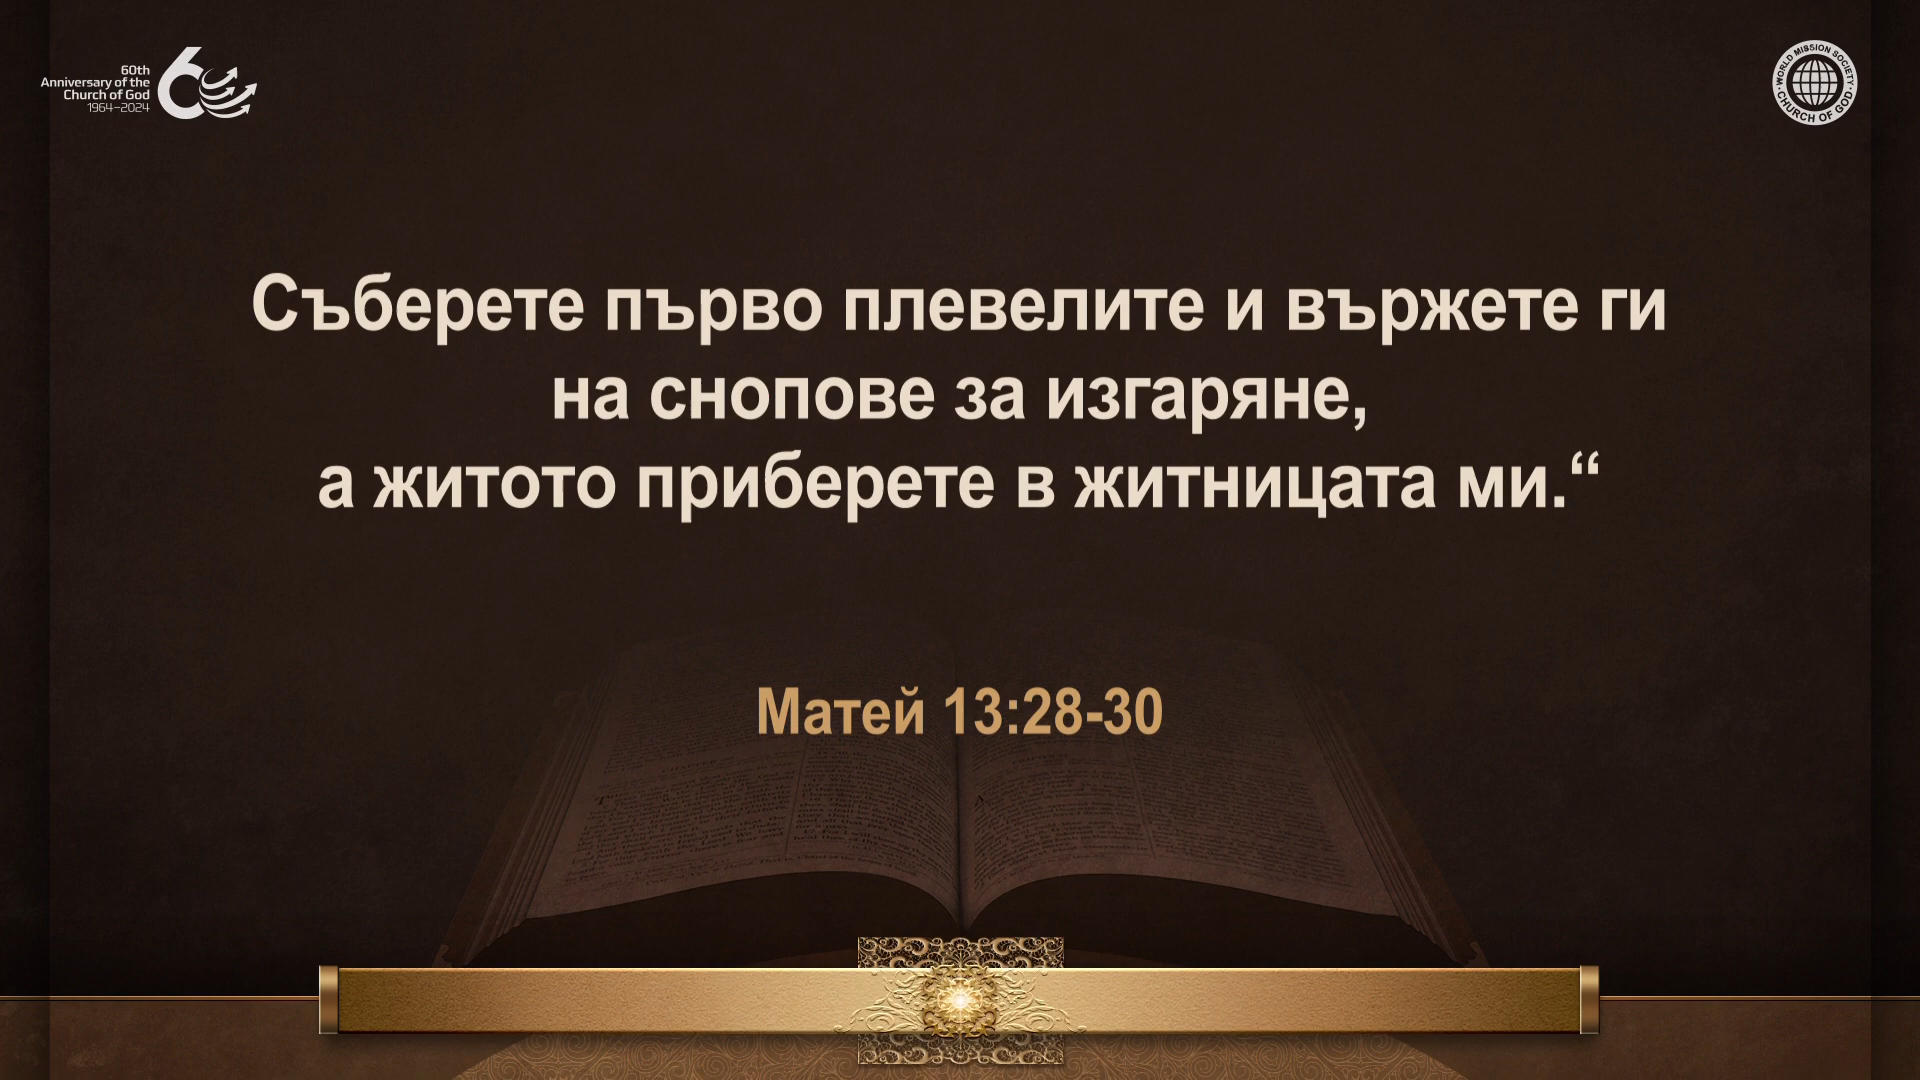 60th
Anniversary of the
Church of God
1964–2024
WORLD MISSION SOCIETY
CHURCH OF GOD
Съберете първо плевелите и вържете ги
на снопове за изгаряне,
а житото приберете в житницата ми.“
Матей 13:28-30